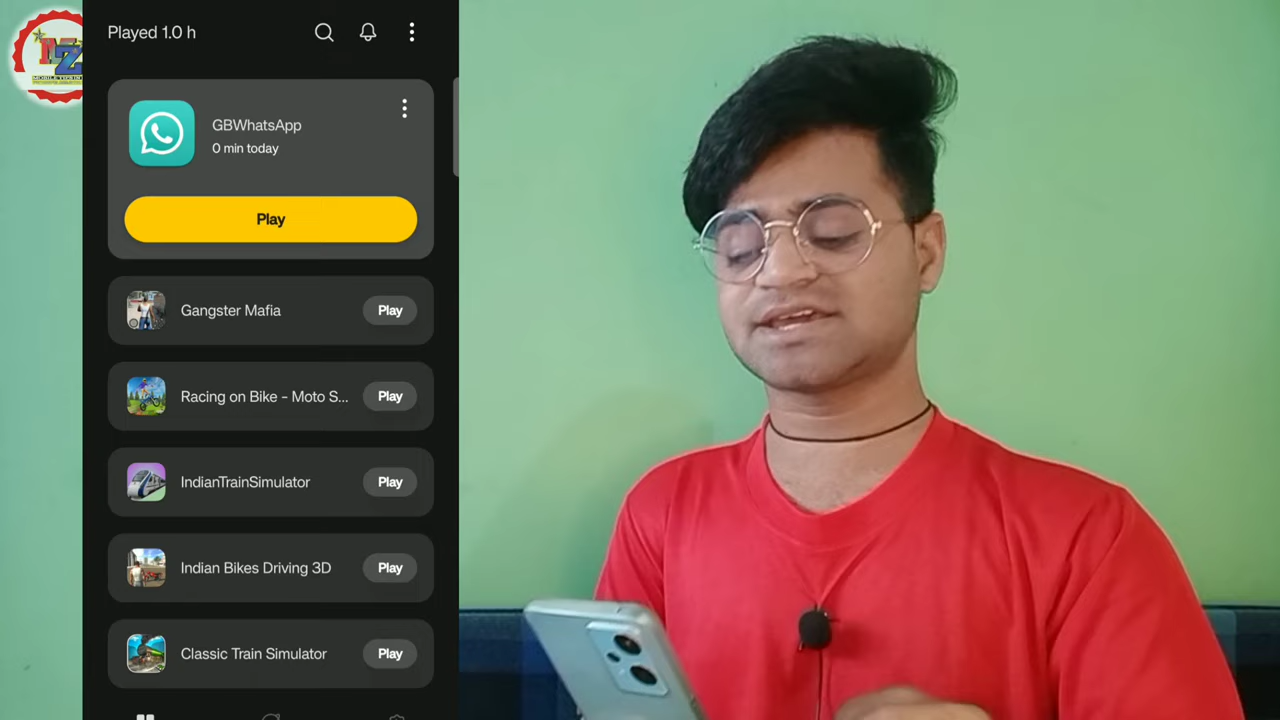 Played 1.0 h
GBWhatsApp
0 min today
Play
Gangster Mafia
Play
Racing on Bike - Moto S...
Play
IndianTrainSimulator
Play
Indian Bikes Driving 3D
Play
Classic Train Simulator
Play